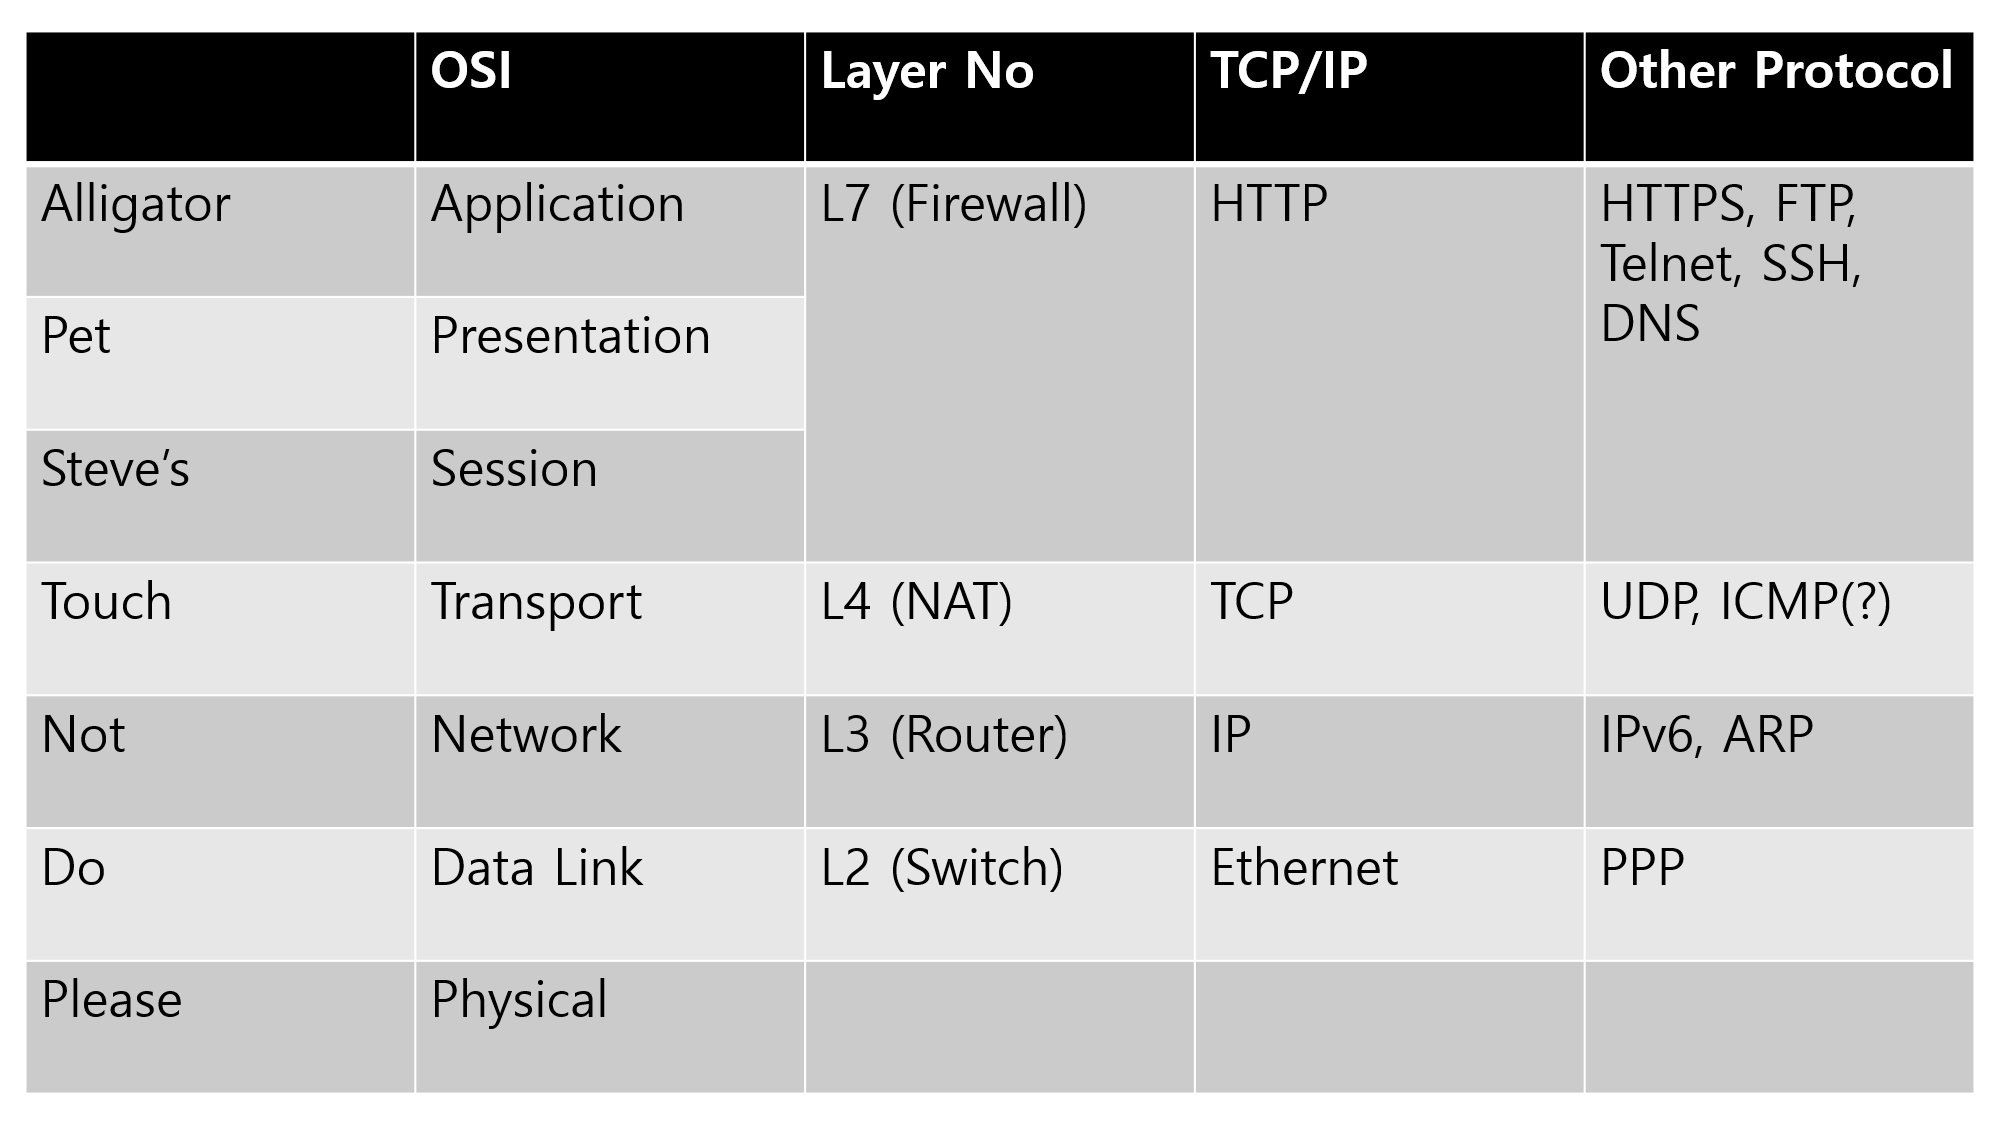 OSI
Layer No
TCP/IP
Other Protocol
Alligator
Application
L7 (Firewall)
HTTP
HTTPS, FTP,
Telnet, SSH,
DNS
Pet
Presentation
Steve’s
Session
Touch
Transport
L4 (NAT)
TCP
UDP, ICMP(?)
Not
Network
L3 (Router)
IP
IPv6, ARP
Do
Data Link
L2 (Switch)
Ethernet
PPP
Please
Physical